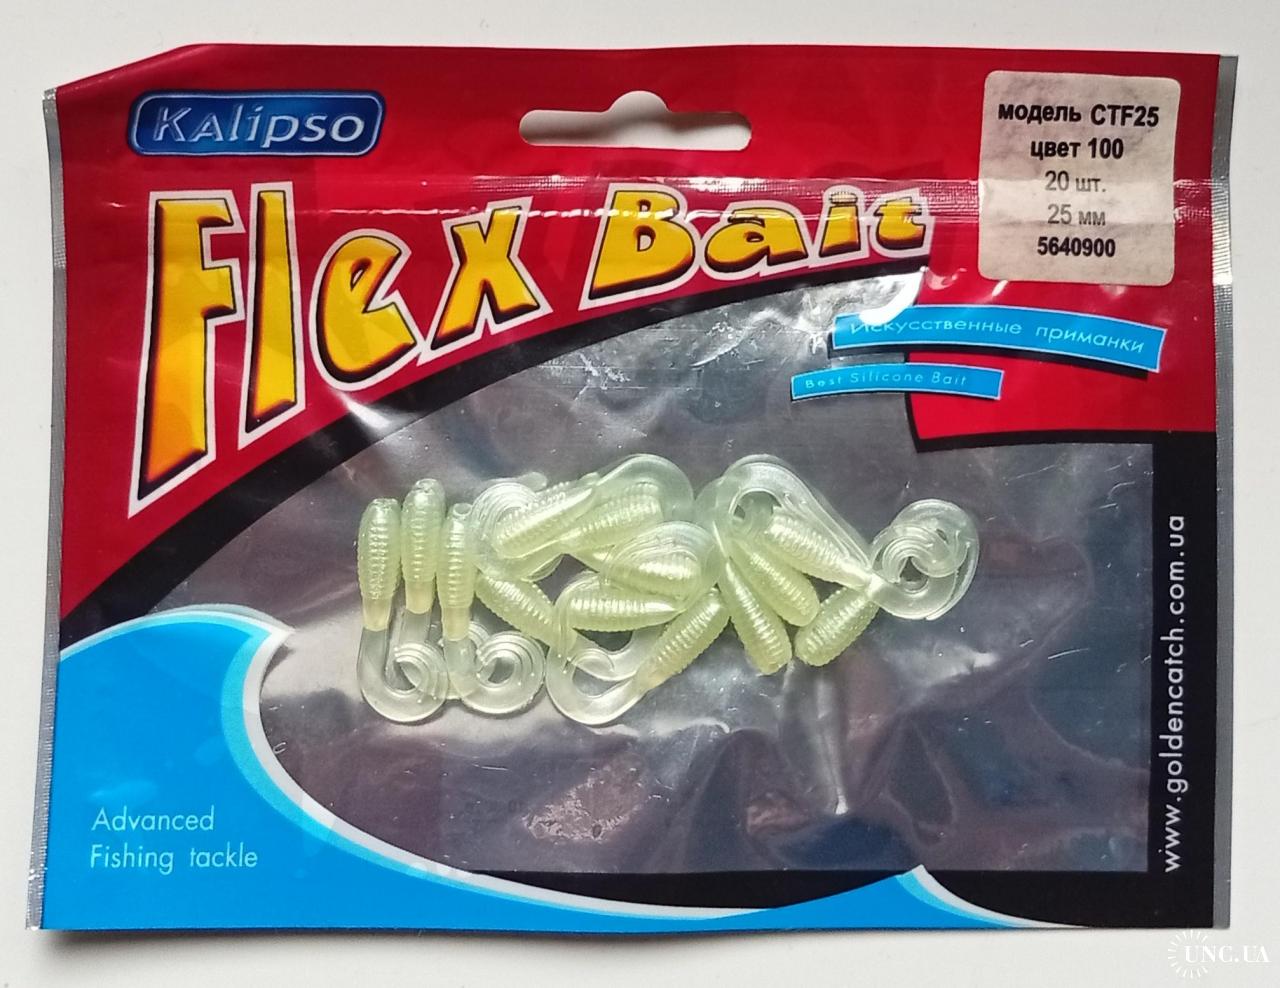 Kalipso
модель CTF25
цвет 100
20 шт.
25 мм
5640900
Flex Bait
Искусственные приманки
Best Silicone Bait
www.goldencatch.com.ua
Advanced
Fishing tackle
UNC.UA